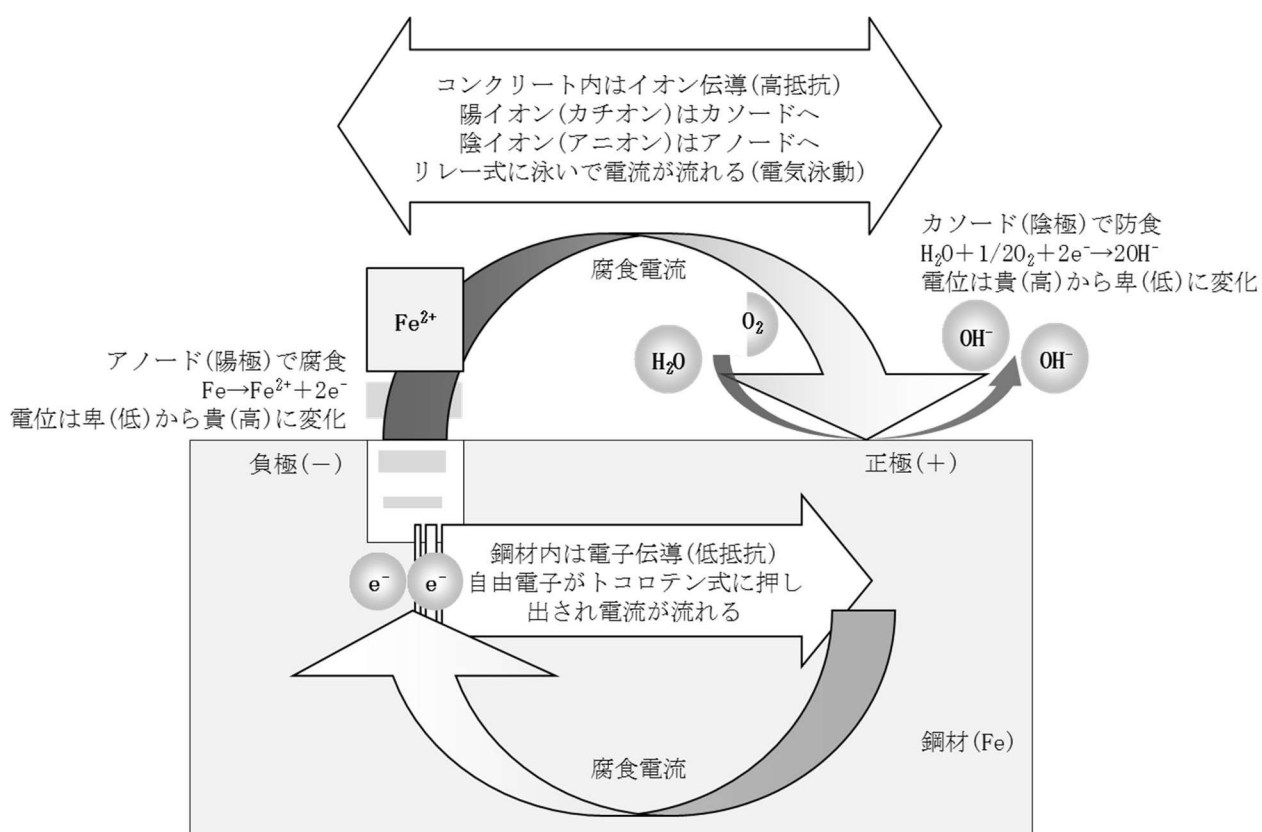 コンクリート内はイオン伝導(高抵抗)
陽イオン(カチオン)はカソードへ
陰イオン(アニオン)はアノードへ
リレー式に泳いで電流が流れる(電気泳動)
カソード(陰極)で防食
H₂O+1/2O₂+2e⁻→2OH⁻
電位は貴(高)から卑(低)に変化
腐食電流
Fe²⁺
O₂
H₂O
OH⁻
OH⁻
アノード(陽極)で腐食
Fe→Fe²⁺+2e⁻
電位は卑(低)から貴(高)に変化
負極(−)
正極(+)
e⁻
e⁻
鋼材内は電子伝導(低抵抗)
自由電子がトコロテン式に押し
出され電流が流れる
鋼材(Fe)
腐食電流